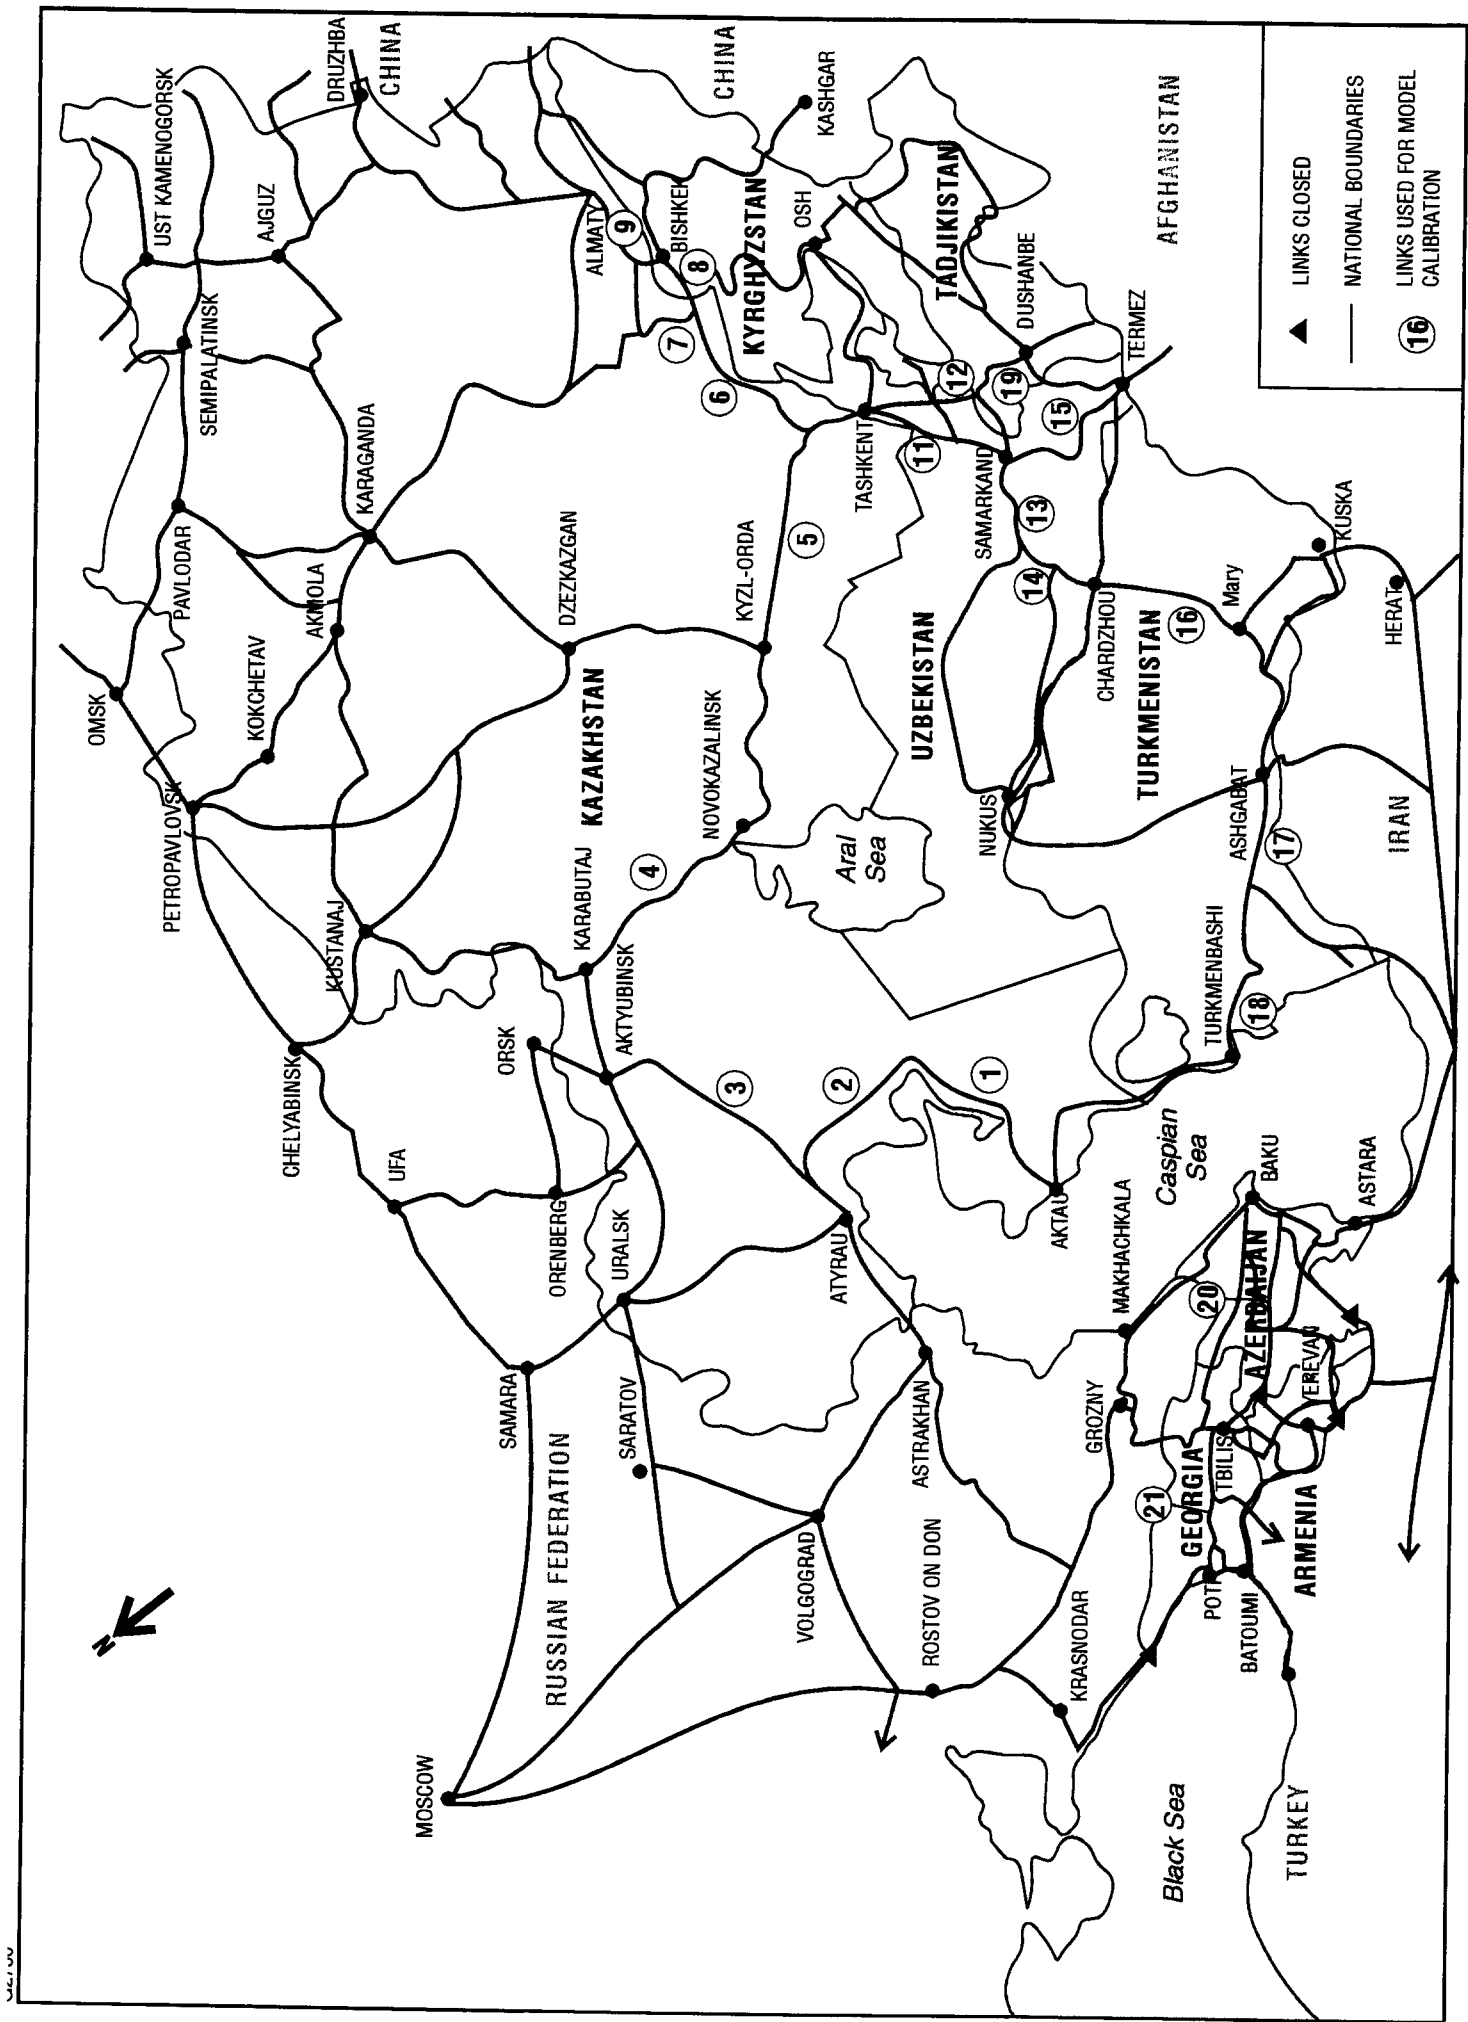 DRUZHBA
CHINA
UST KAMENOGORSK
AJGUZ
SEMIPALATINSK
CHINA
KASHGAR
ALMATY
9
BISHKEK
8
KYRGHYZSTAN
OSH
TADJIKISTAN
AFGHANISTAN
7
DUSHANBE
TERMEZ
6
12
19
15
PAVLODAR
KARAGANDA
TASHKENT
11
SAMARKAND
OMSK
AKMOLA
DZEZKAZGAN
KYZL-ORDA
5
13
14
KUSKA
KOKCHETAV
KAZAKHSTAN
UZBEKISTAN
CHARDZHOU
TURKMENISTAN
16
Mary
HERAT
PETROPAVLOVSK
NOVOKAZALINSK
Aral
Sea
NUKUS
ASHGABAT
17
IRAN
KUSTANAJ
KARABUTAJ
4
TURKMENBASHI
18
CHELYABINSK
ORSK
AKTYUBINSK
3
2
1
UFA
ORENBERG
URALSK
ATYRAU
AKTAU
Caspian
Sea
BAKU
ASTARA
MAKHACHKALA
20
AZERBAIJAN
YEREVAN
SAMARA
SARATOV
ASTRAKHAN
GROZNY
RUSSIAN FEDERATION
21
GEORGIA
TBILISI
ARMENIA
VOLGOGRAD
ROSTOV ON DON
KRASNODAR
POTI
BATOUMI
N
MOSCOW
Black Sea
TURKEY
LINKS CLOSED
NATIONAL BOUNDARIES
16
LINKS USED FOR MODEL
CALIBRATION